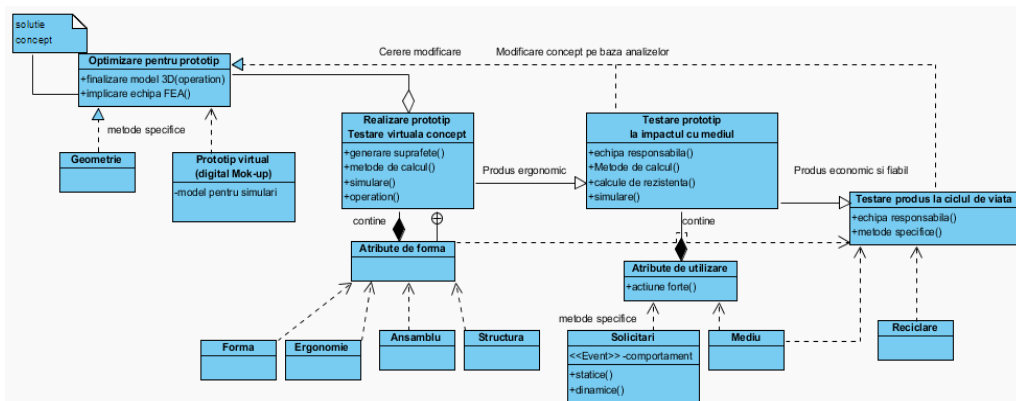 solutie
concept
Optimizare pentru prototip
+finalizare model 3D(operation)
+implicare echipa FEA()
Cerere modificare
Modificare concept pe baza analizelor
metode specifice
Geometrie
Prototip virtual
(digital Mok-up)
-model pentru simulari
Realizare prototip
Testare virtuala concept
+generare suprafete()
+metode de calcul()
+simulare()
+operation()
Produs ergonomic
Testare prototip
la impactul cu mediul
+echipa responsabila()
+Metode de calcul()
+calcule de rezistenta()
+simulare()
Produs economic si fiabil
Testare produs la ciclul de viata
+echipa responsabila()
+metode specifice()
contine
contine
Atribute de forma
Atribute de utilizare
+actiune forte()
metode specifice
Forma
Ergonomie
Ansamblu
Structura
Solicitari
<<Event>> -comportament
+statice()
+dinamice()
Mediu
Reciclare